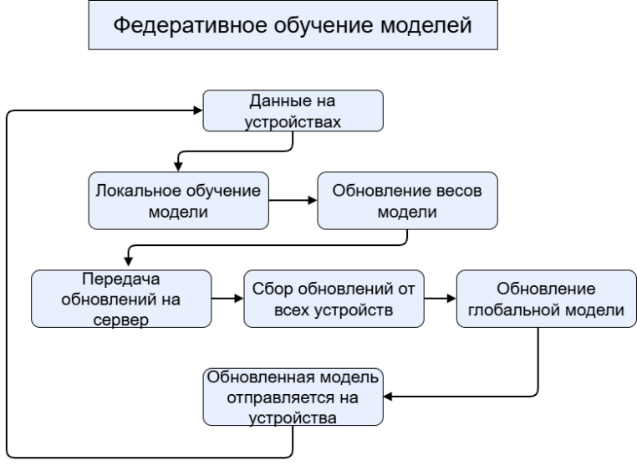 Федеративное обучение моделей
Данные на
устройствах
Локальное обучение
модели
Обновление весов
модели
Передача
обновлений на
сервер
Сбор обновлений от
всех устройств
Обновление
глобальной модели
Обновленная модель
отправляется на
устройства